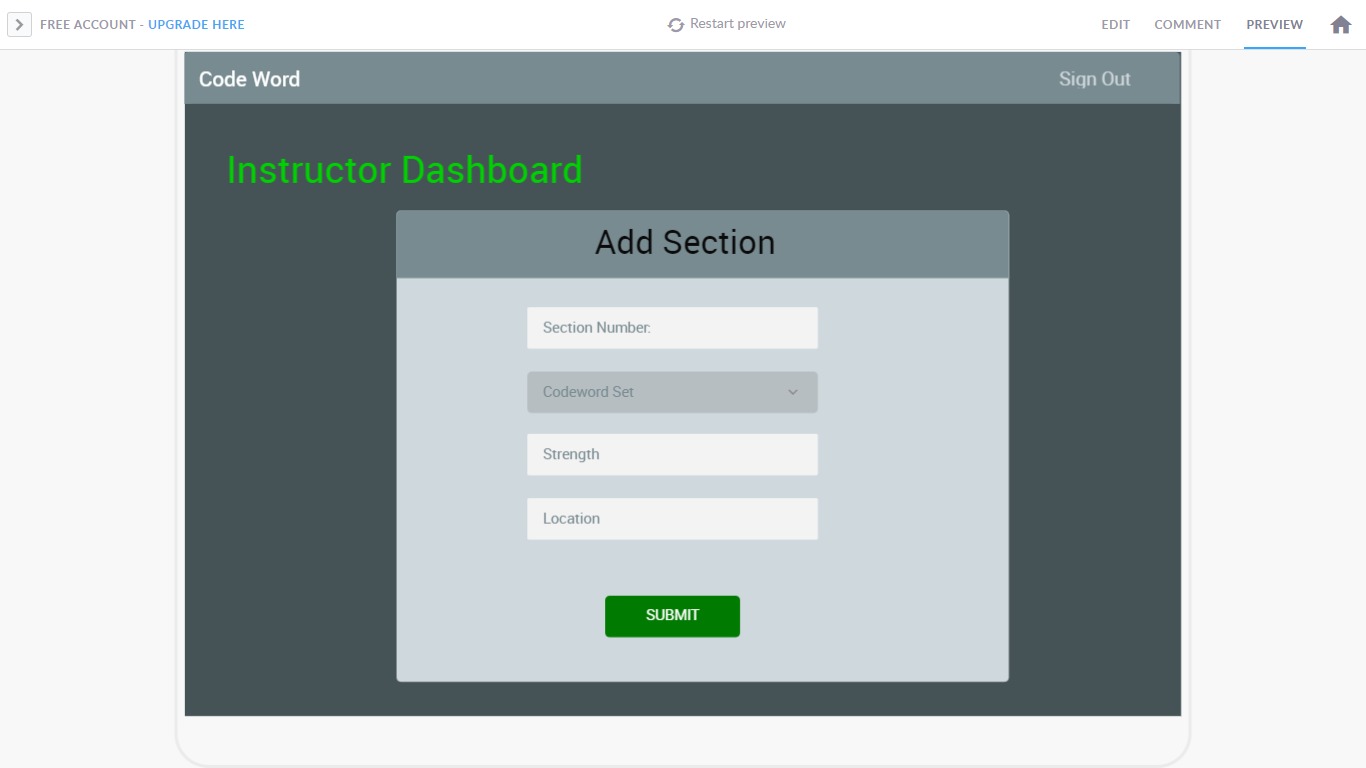 FREE ACCOUNT - UPGRADE HERE
Restart preview
EDIT
COMMENT
PREVIEW
Code Word
Sign Out
Instructor Dashboard
Add Section
Section Number:
Codeword Set
Strength
Location
SUBMIT